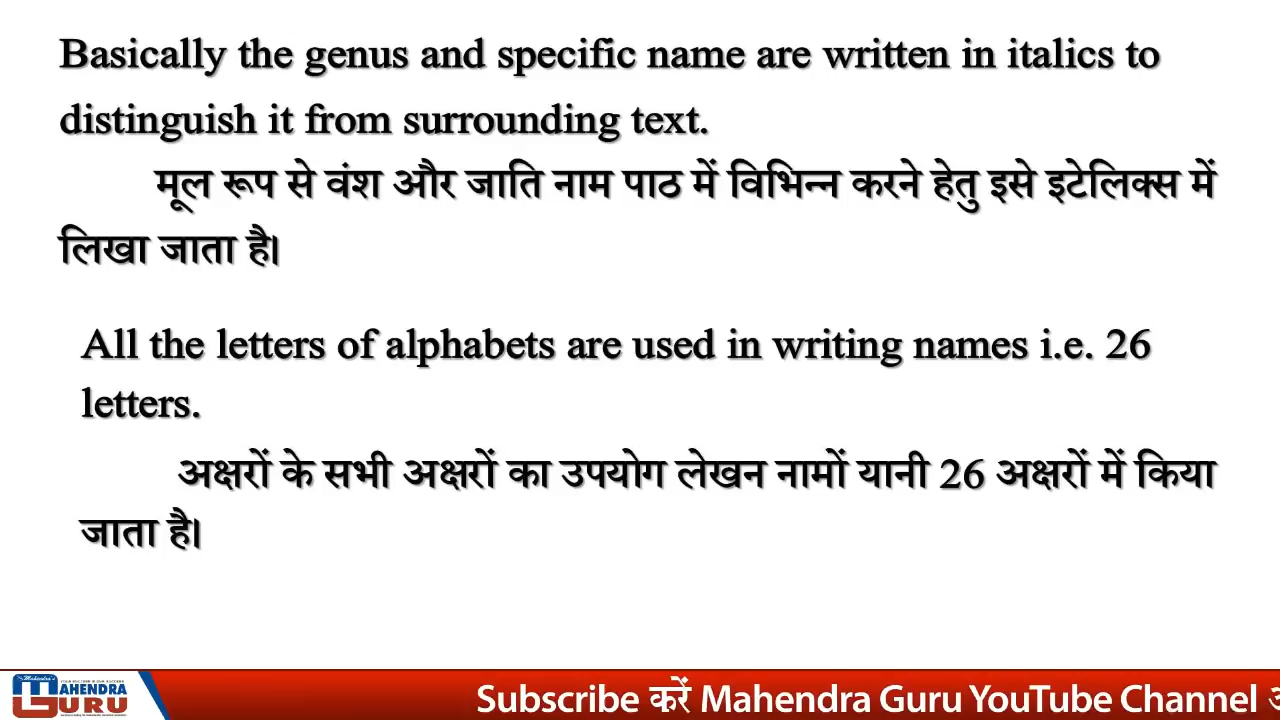 Basically the genus and specific name are written in italics to
distinguish it from surrounding text.
मूल रूप से वंश और जाति नाम पाठ में विभिन्न करने हेतु इसे इटेलिक्स में
लिखा जाता है।
All the letters of alphabets are used in writing names i.e. 26
letters.
अक्षरों के सभी अक्षरों का उपयोग लेखन नामों यानी 26 अक्षरों में किया
जाता है।
Mahendra's
MAHENDRA
GURU
Subscribe करें Mahendra Guru YouTube Channel